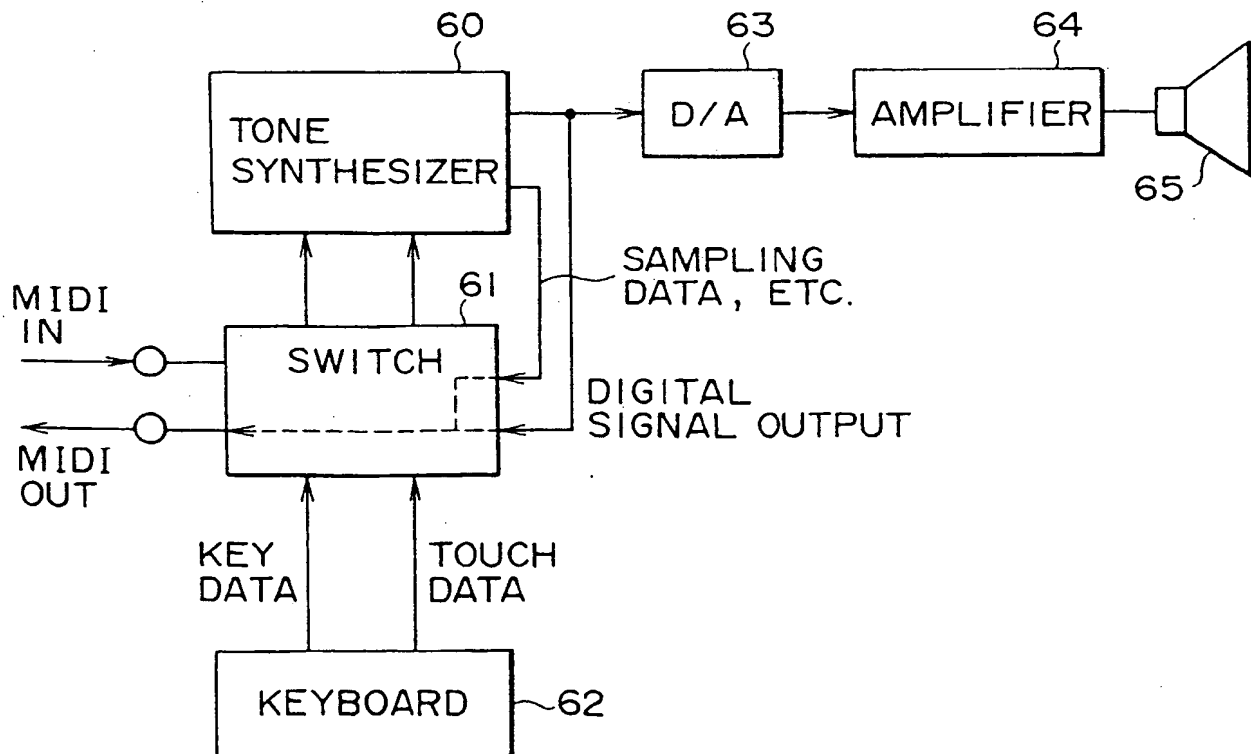 60
63
64
TONE
SYNTHESIZER
D/A
AMPLIFIER
65
SAMPLING
DATA, ETC.
61
MIDI
IN
SWITCH
DIGITAL
SIGNAL OUTPUT
MIDI
OUT
KEY
DATA
TOUCH
DATA
KEYBOARD
62